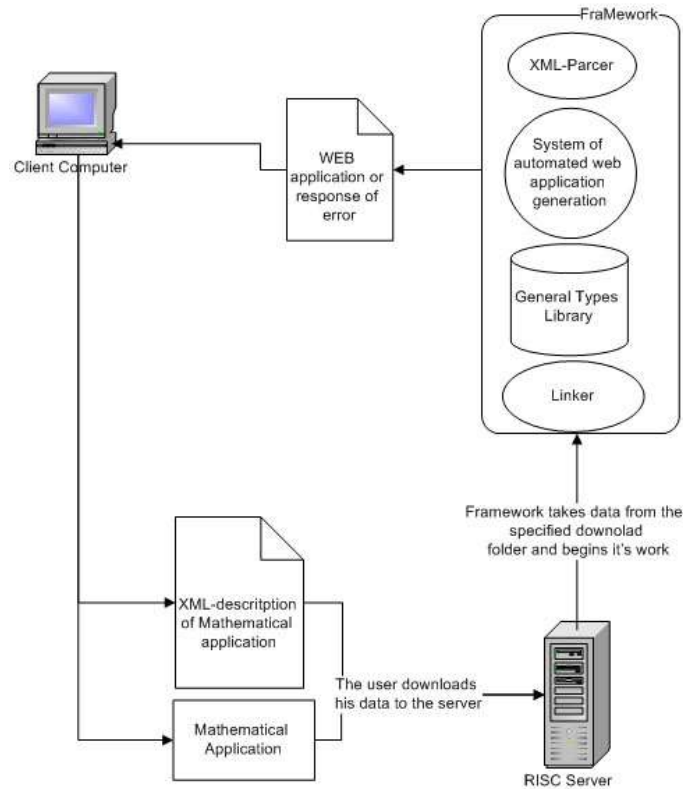 FraMework
XML-Parcer
System of
automated web
application
generation
General Types
Library
Linker
WEB
application or
response of
error
Client Computer
Framework takes data from the
specified downolad
folder and begins it's work
XML-descritption
of Mathematical
application
The user downloads
his data to the server
Mathematical
Application
RISC Server